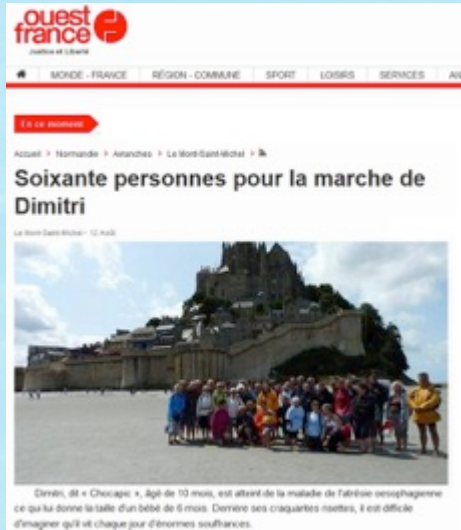 ouest
france
Justice et Liberté
MONDE - FRANCE RÉGION - COMMUNE SPORT LOISIRS SERVICES
En ce moment
Accueil > Normandie > Avranches > Le Mont-Saint-Michel >
Soixante personnes pour la marche de
Dimitri
Le Mont-Saint-Michel - 12 Août
Dimitri, dit « Chocapic », âgé de 10 mois, est atteint de la maladie de l'atrésie oesophagienne
ce qui lui donne la taille d'un bébé de 6 mois. Derrière ses craquantes risettes, il est difficile
d'imaginer qu'il vit chaque jour d'énormes souffrances.